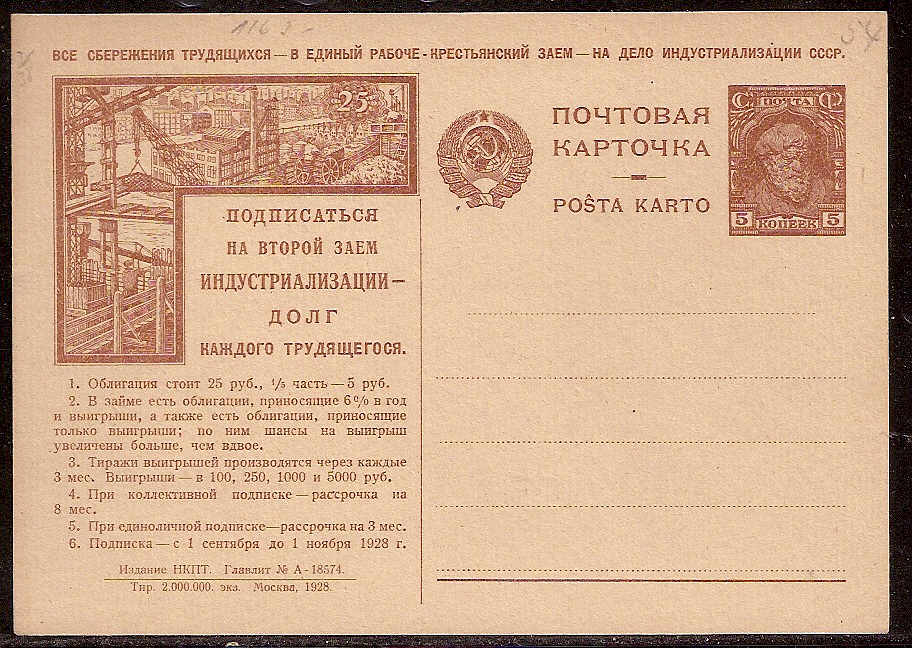 ВСЕ СБЕРЕЖЕНИЯ ТРУДЯЩИХСЯ — В ЕДИНЫЙ РАБОЧЕ-КРЕСТЬЯНСКИЙ ЗАЕМ — НА ДЕЛО ИНДУСТРИАЛИЗАЦИИ СССР.
25
ПОДПИСАТЬСЯ
НА ВТОРОЙ ЗАЕМ
ИНДУСТРИАЛИЗАЦИИ —
ДОЛГ
КАЖДОГО ТРУДЯЩЕГОСЯ.
1. Облигация стоит 25 руб., 1/5 часть — 5 руб.
2. В займе есть облигации, приносящие 6% в год
и выигрыши, а также есть облигации, приносящие
только выигрыши; по ним шансы на выигрыш
увеличены больше, чем вдвое.
3. Тиражи выигрышей производятся через каждые
3 мес. Выигрыши — в 100, 250, 1000 и 5000 руб.
4. При коллективной подписке — рассрочка на
8 мес.
5. При единоличной подписке — рассрочка на 3 мес.
6. Подписка — с 1 сентября до 1 ноября 1928 г.
Издание НКПТ. Главлит № А-18574.
Тир. 2.000.000. экз. Москва, 1928.
ПОЧТОВАЯ
КАРТОЧКА
POŜTA KARTO
ПОЧТА
5 КОПЕЕК 5